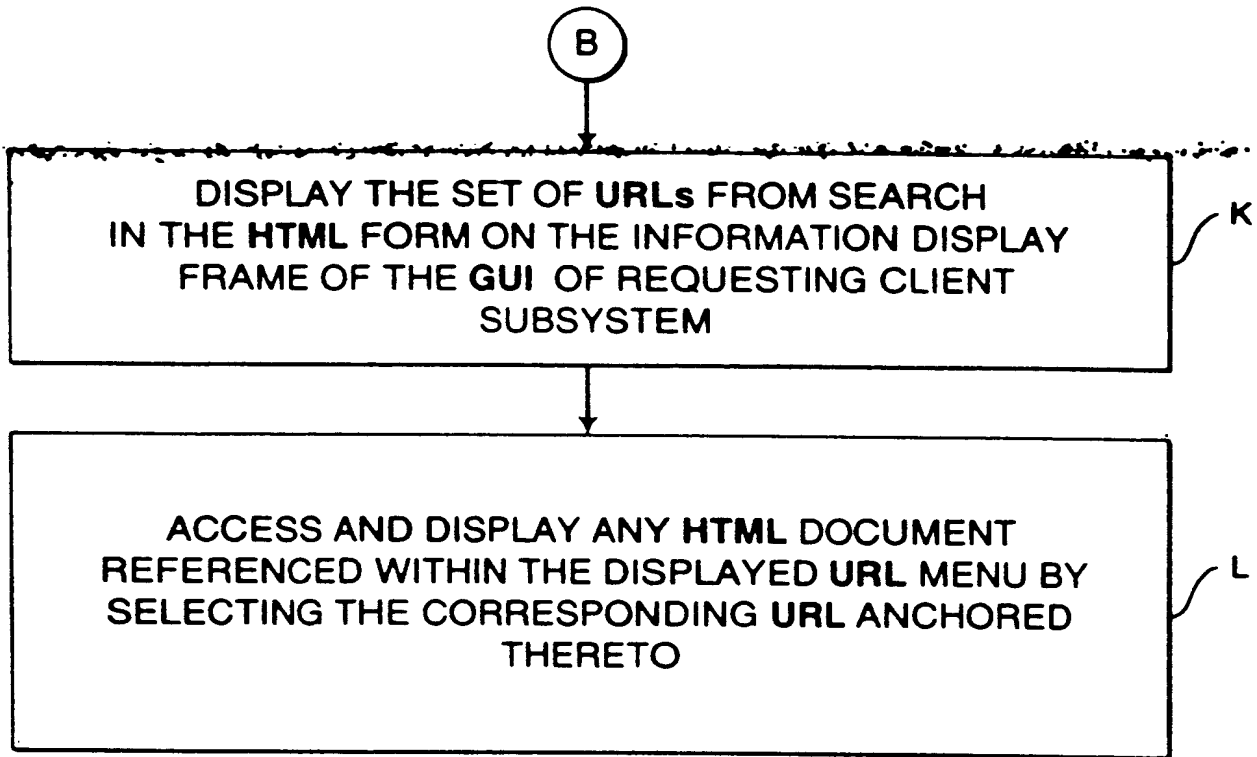 B
DISPLAY THE SET OF URLs FROM SEARCH
IN THE HTML FORM ON THE INFORMATION DISPLAY
FRAME OF THE GUI OF REQUESTING CLIENT
SUBSYSTEM
K
ACCESS AND DISPLAY ANY HTML DOCUMENT
REFERENCED WITHIN THE DISPLAYED URL MENU BY
SELECTING THE CORRESPONDING URL ANCHORED
THERETO
L